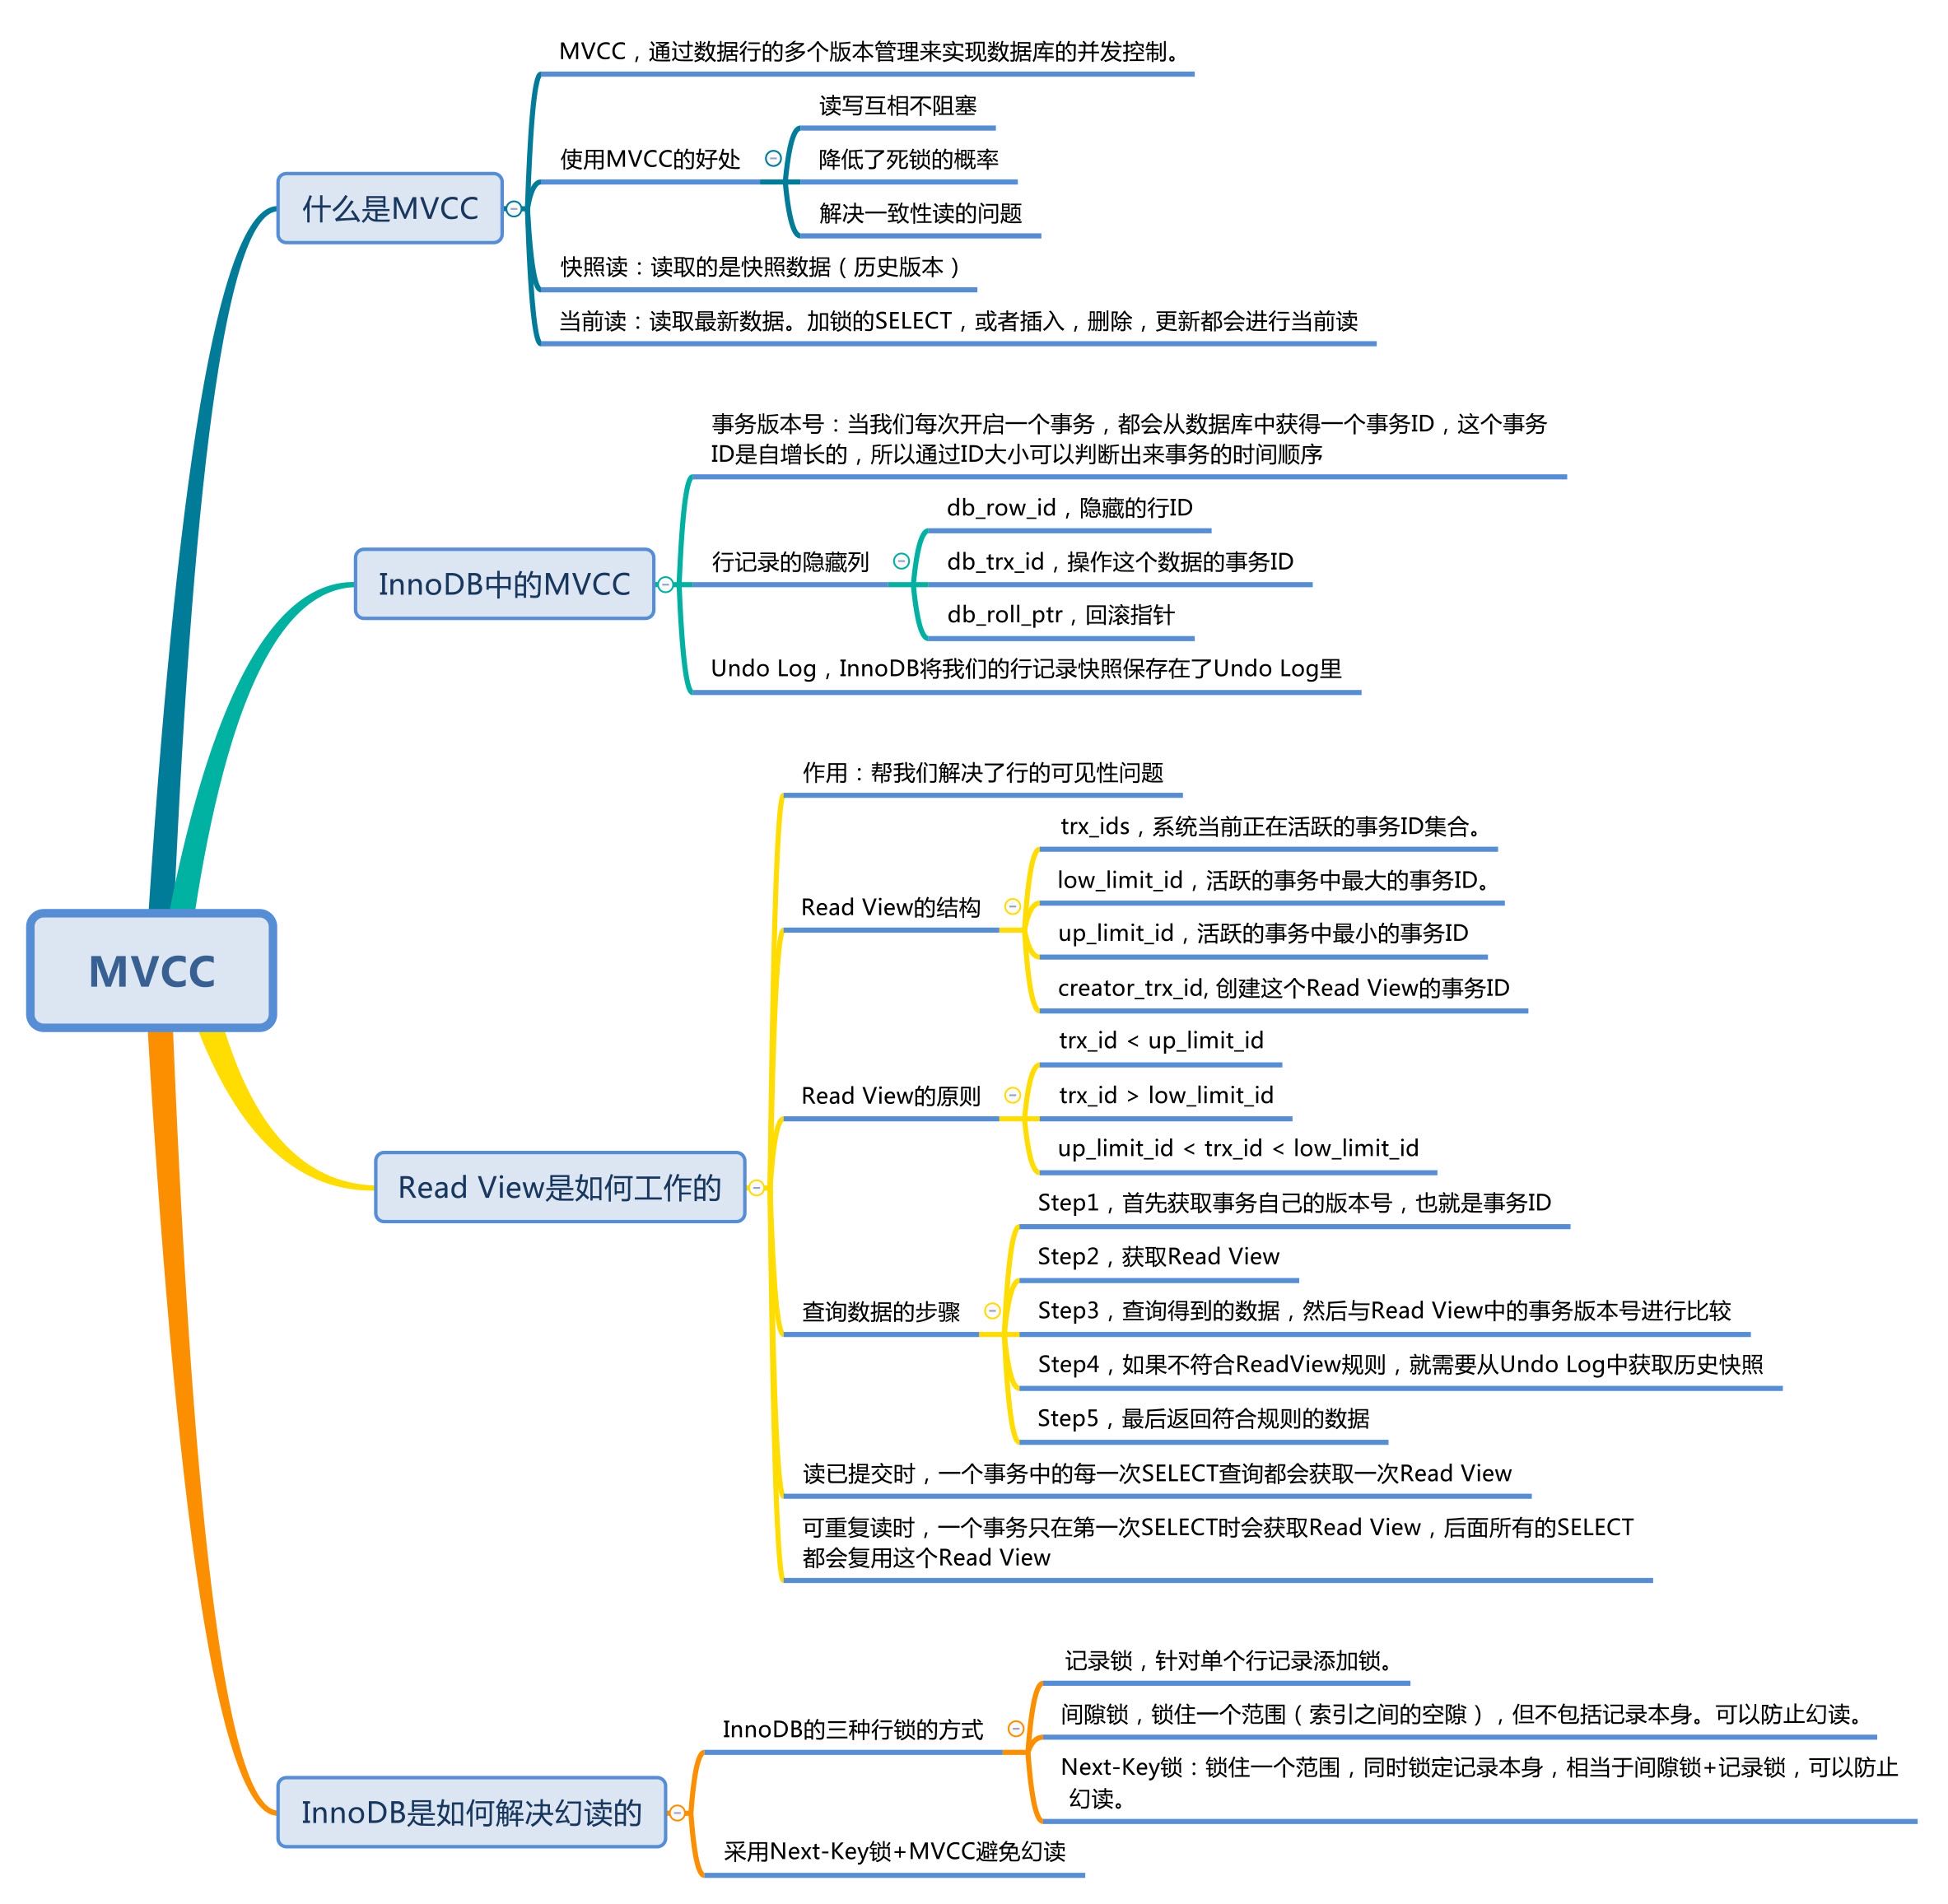 MVCC
什么是MVCC
MVCC，通过数据行的多个版本管理来实现数据库的并发控制。
使用MVCC的好处
读写互相不阻塞
降低了死锁的概率
解决一致性读的问题
快照读：读取的是快照数据（历史版本）
当前读：读取最新数据。加锁的SELECT，或者插入，删除，更新都会进行当前读
InnoDB中的MVCC
事务版本号：当我们每次开启一个事务，都会从数据库中获得一个事务ID，这个事务
ID是自增长的，所以通过ID大小可以判断出来事务的时间顺序
行记录的隐藏列
db_row_id，隐藏的行ID
db_trx_id，操作这个数据的事务ID
db_roll_ptr，回滚指针
Undo Log，InnoDB将我们的行记录快照保存在了Undo Log里
Read View是如何工作的
作用：帮我们解决了行的可见性问题
Read View的结构
trx_ids，系统当前正在活跃的事务ID集合。
low_limit_id，活跃的事务中最大的事务ID。
up_limit_id，活跃的事务中最小的事务ID
creator_trx_id, 创建这个Read View的事务ID
Read View的原则
trx_id < up_limit_id
trx_id > low_limit_id
up_limit_id < trx_id < low_limit_id
查询数据的步骤
Step1，首先获取事务自己的版本号，也就是事务ID
Step2，获取Read View
Step3，查询得到的数据，然后与Read View中的事务版本号进行比较
Step4，如果不符合ReadView规则，就需要从Undo Log中获取历史快照
Step5，最后返回符合规则的数据
读已提交时，一个事务中的每一次SELECT查询都会获取一次Read View
可重复读时，一个事务只在第一次SELECT时会获取Read View，后面所有的SELECT
都会复用这个Read View
InnoDB是如何解决幻读的
InnoDB的三种行锁的方式
记录锁，针对单个行记录添加锁。
间隙锁，锁住一个范围（索引之间的空隙），但不包括记录本身。可以防止幻读。
Next-Key锁：锁住一个范围，同时锁定记录本身，相当于间隙锁+记录锁，可以防止
幻读。
采用Next-Key锁+MVCC避免幻读